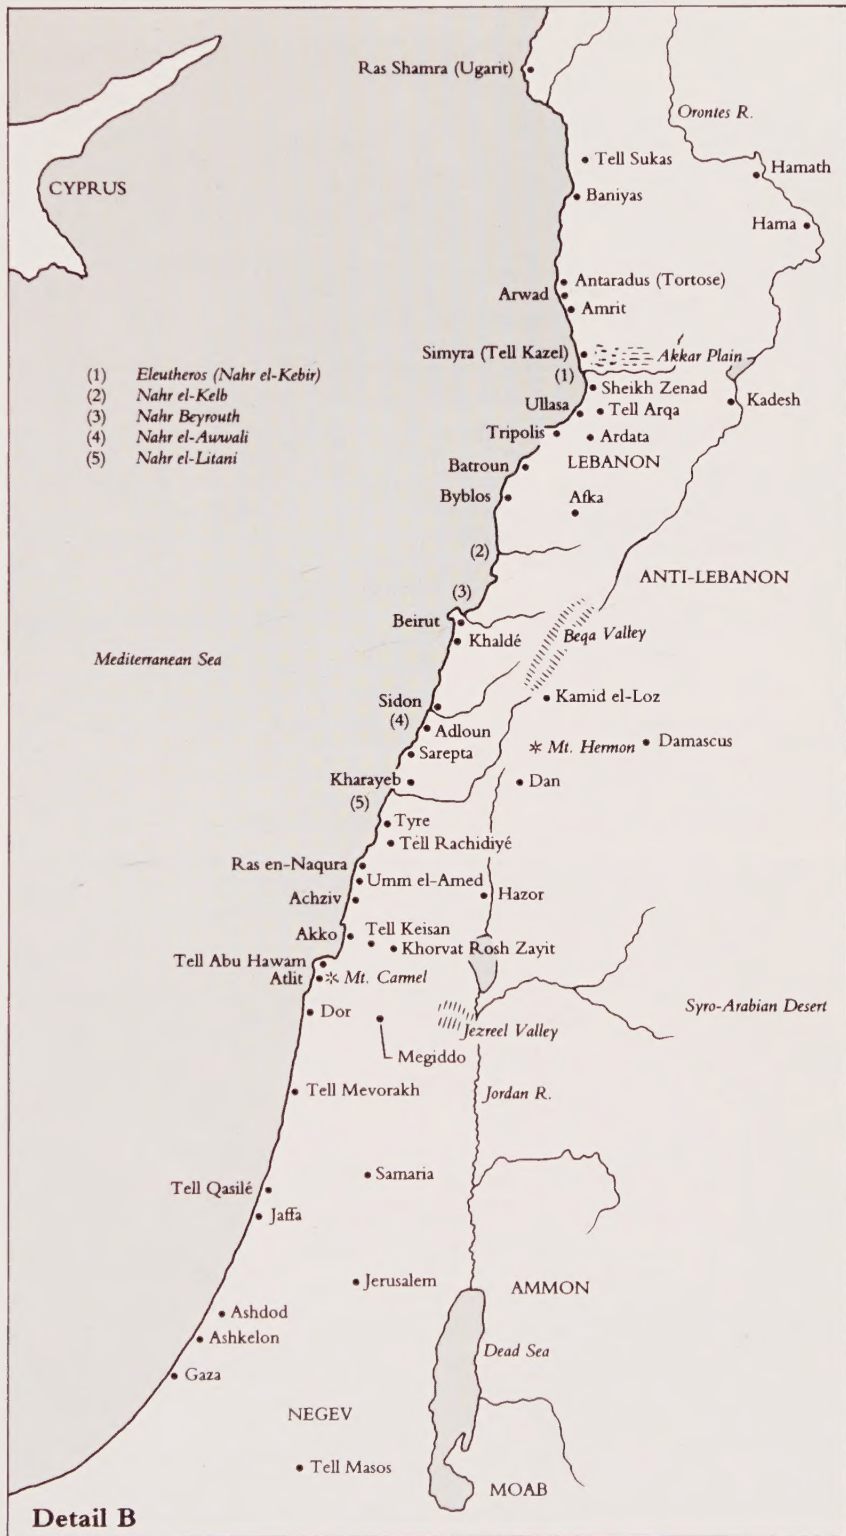 Ras Shamra (Ugarit)
Orontes R.
Tell Sukas
Hamath
CYPRUS
Baniyas
Hama
Antaradus (Tortose)
Arwad
Amrit
Simyra (Tell Kazel)
Akkar Plain
(1)
(1) Eleutheros (Nahr el-Kebir)
(2) Nahr el-Kelb
(3) Nahr Beyrouth
(4) Nahr el-Awwali
(5) Nahr el-Litani
Sheikh Zenad
Kadesh
Ullasa
Tell Arqa
Tripolis
Ardata
Batroun
LEBANON
Byblos
Afka
(2)
ANTI-LEBANON
(3)
Beirut
Khaldé
Beqa Valley
Mediterranean Sea
Sidon
Kamid el-Loz
(4)
Adloun
Sarepta
Mt. Hermon
Damascus
Kharayeb
Dan
(5)
Tyre
Tell Rachidiyé
Ras en-Naqura
Umm el-Amed
Achziv
Hazor
Akko
Tell Keisan
Khorvat Rosh Zayit
Tell Abu Hawam
Atlit
Mt. Carmel
Dor
Syro-Arabian Desert
Jezreel Valley
Megiddo
Tell Mevorakh
Jordan R.
Samaria
Tell Qasilé
Jaffa
Jerusalem
AMMON
Ashdod
Ashkelon
Dead Sea
Gaza
NEGEV
Tell Masos
MOAB
Detail B